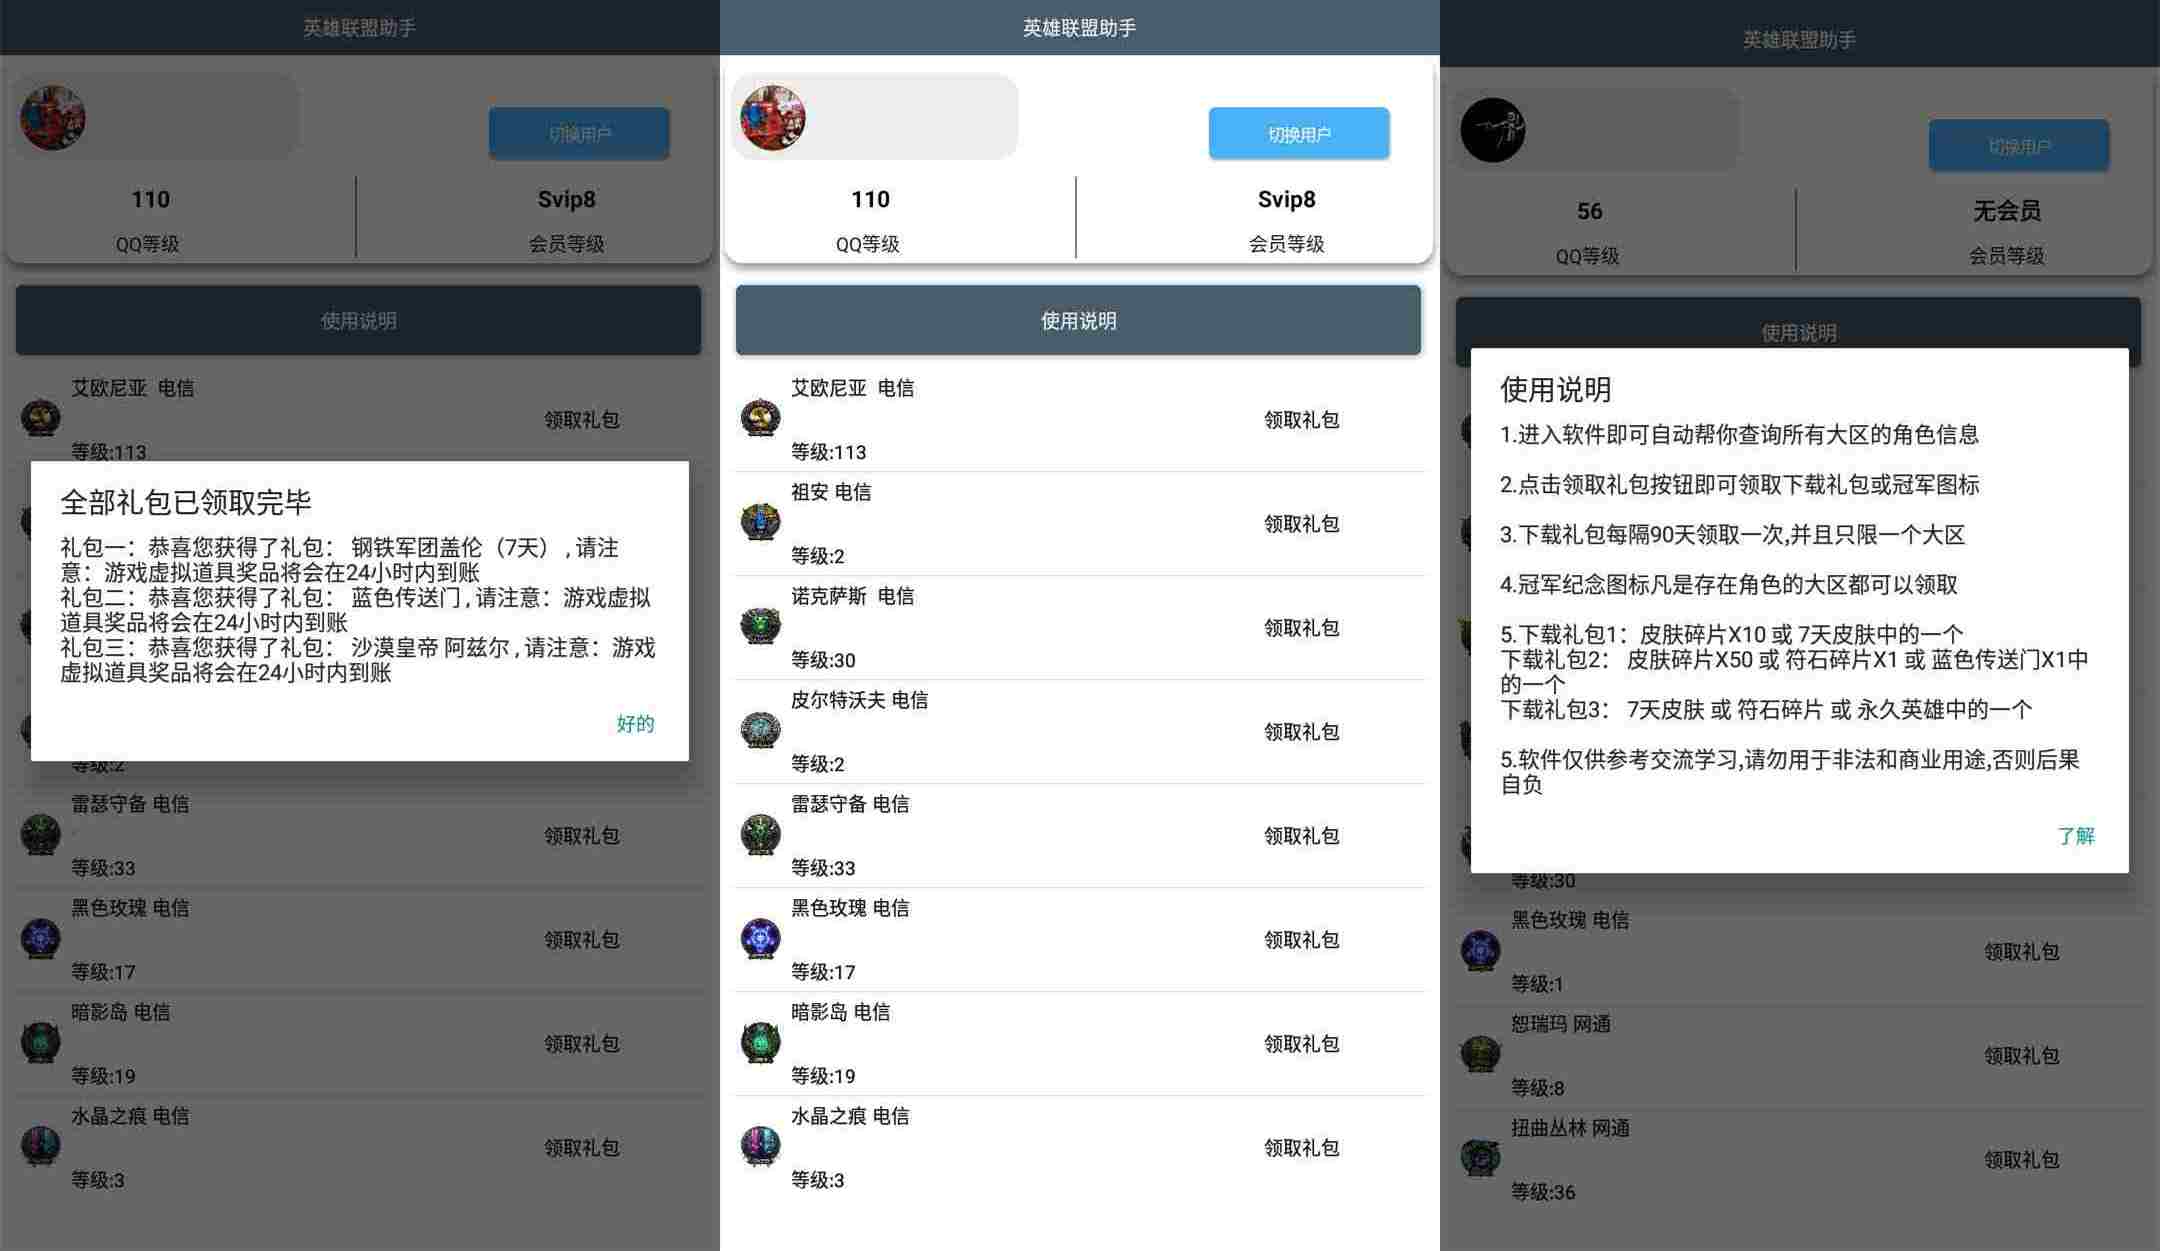 英雄联盟助手
切换用户
110
Svip8
QQ等级
会员等级
使用说明
艾欧尼亚 电信
领取礼包
等级:113
全部礼包已领取完毕
礼包一：恭喜您获得了礼包： 钢铁军团盖伦（7天）,请注
意：游戏虚拟道具奖品将会在24小时内到账
礼包二：恭喜您获得了礼包： 蓝色传送门,请注意：游戏虚拟
道具奖品将会在24小时内到账
礼包三：恭喜您获得了礼包： 沙漠皇帝 阿兹尔,请注意：游戏
虚拟道具奖品将会在24小时内到账
好的
等级:2
雷瑟守备 电信
领取礼包
等级:33
黑色玫瑰 电信
领取礼包
等级:17
暗影岛 电信
领取礼包
等级:19
水晶之痕 电信
领取礼包
等级:3
英雄联盟助手
切换用户
110
Svip8
QQ等级
会员等级
使用说明
艾欧尼亚 电信
领取礼包
等级:113
祖安 电信
领取礼包
等级:2
诺克萨斯 电信
领取礼包
等级:30
皮尔特沃夫 电信
领取礼包
等级:2
雷瑟守备 电信
领取礼包
等级:33
黑色玫瑰 电信
领取礼包
等级:17
暗影岛 电信
领取礼包
等级:19
水晶之痕 电信
领取礼包
等级:3
英雄联盟助手
切换用户
56
无会员
QQ等级
会员等级
使用说明
使用说明
1.进入软件即可自动帮你查询所有大区的角色信息
2.点击领取礼包按钮即可领取下载礼包或冠军图标
3.下载礼包每隔90天领取一次,并且只限一个大区
4.冠军纪念图标凡是存在角色的大区都可以领取
5.下载礼包1：皮肤碎片X10 或 7天皮肤中的一个
下载礼包2： 皮肤碎片X50 或 符石碎片X1 或 蓝色传送门X1中
的一个
下载礼包3： 7天皮肤 或 符石碎片 或 永久英雄中的一个
5.软件仅供参考交流学习,请勿用于非法和商业用途,否则后果
自负
了解
等级:30
黑色玫瑰 电信
领取礼包
等级:1
恕瑞玛 网通
领取礼包
等级:8
扭曲丛林 网通
领取礼包
等级:36